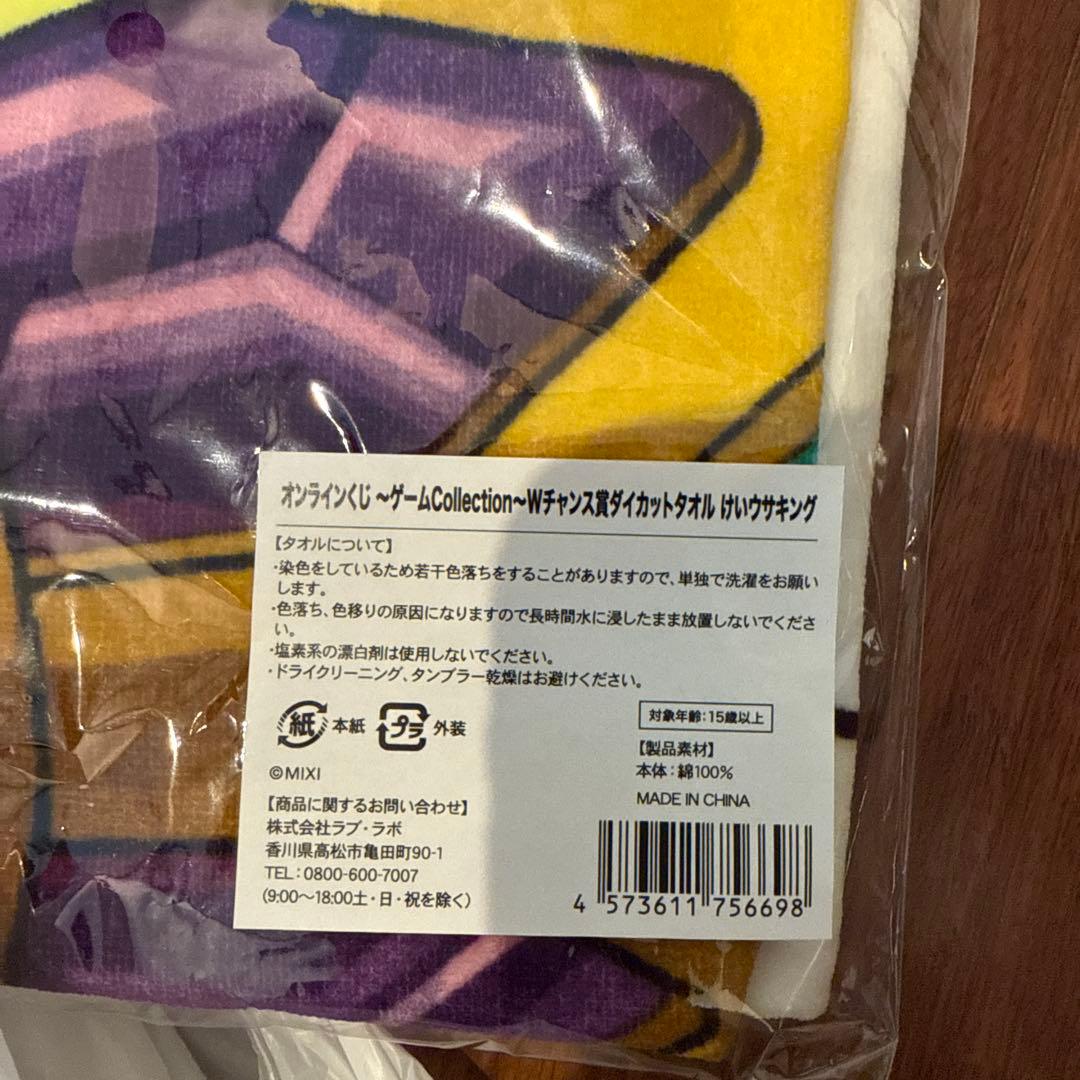 オンラインくじ ～ゲームCollection～Wチャンス賞ダイカットタオル けいウサキング
【タオルについて】
・染色をしているため若干色落ちをすることがありますので、単独で洗濯をお願い
します。
・色落ち、色移りの原因になりますので長時間水に浸したまま放置しないでくださ
い。
・塩素系の漂白剤は使用しないでください。
・ドライクリーニング、タンブラー乾燥はお避けください。
紙 本紙 プラ 外装
©MIXI
【商品に関するお問い合わせ】
株式会社ラブ・ラボ
香川県高松市亀田町90-1
TEL：0800-600-7007
（9:00～18:00土・日・祝を除く）
対象年齢：15歳以上
【製品素材】
本体：綿100%
MADE IN CHINA
4 573611 756698